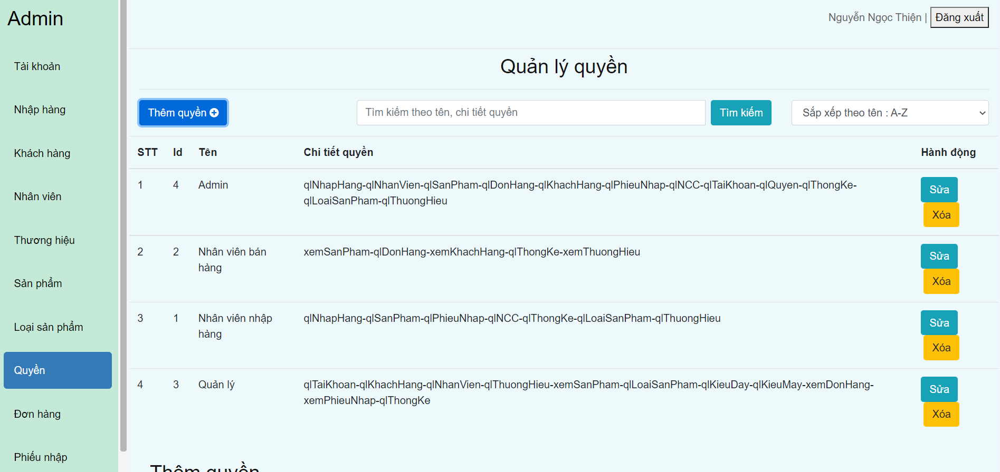 Admin
Nguyễn Ngọc Thiện | Đăng xuất
Tài khoản
Nhập hàng
Khách hàng
Nhân viên
Thương hiệu
Sản phẩm
Loại sản phẩm
Quyền
Đơn hàng
Phiếu nhập
Quản lý quyền
Thêm quyền
Tìm kiếm theo tên, chi tiết quyền
Tìm kiếm
Sắp xếp theo tên : A-Z
STT Id Tên Chi tiết quyền Hành động
1 4 Admin qlNhapHang-qlNhanVien-qlSanPham-qlDonHang-qlKhachHang-qlPhieuNhap-qlNCC-qlTaiKhoan-qlQuyen-qlThongKe-
qlLoaiSanPham-qlThuongHieu
Sửa
Xóa
2 2 Nhân viên bán xemSanPham-qlDonHang-xemKhachHang-qlThongKe-xemThuongHieu
hàng
Sửa
Xóa
3 1 Nhân viên nhập qlNhapHang-qlSanPham-qlPhieuNhap-qlNCC-qlThongKe-qlLoaiSanPham-qlThuongHieu
hàng
Sửa
Xóa
4 3 Quản lý qlTaiKhoan-qlKhachHang-qlNhanVien-qlThuongHieu-xemSanPham-qlLoaiSanPham-qlKieuDay-qlKieuMay-xemDonHang-
xemPhieuNhap-qlThongKe
Sửa
Xóa
Thêm quyền